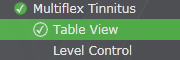 Multiflex Tinnitus
Table View
Level Control